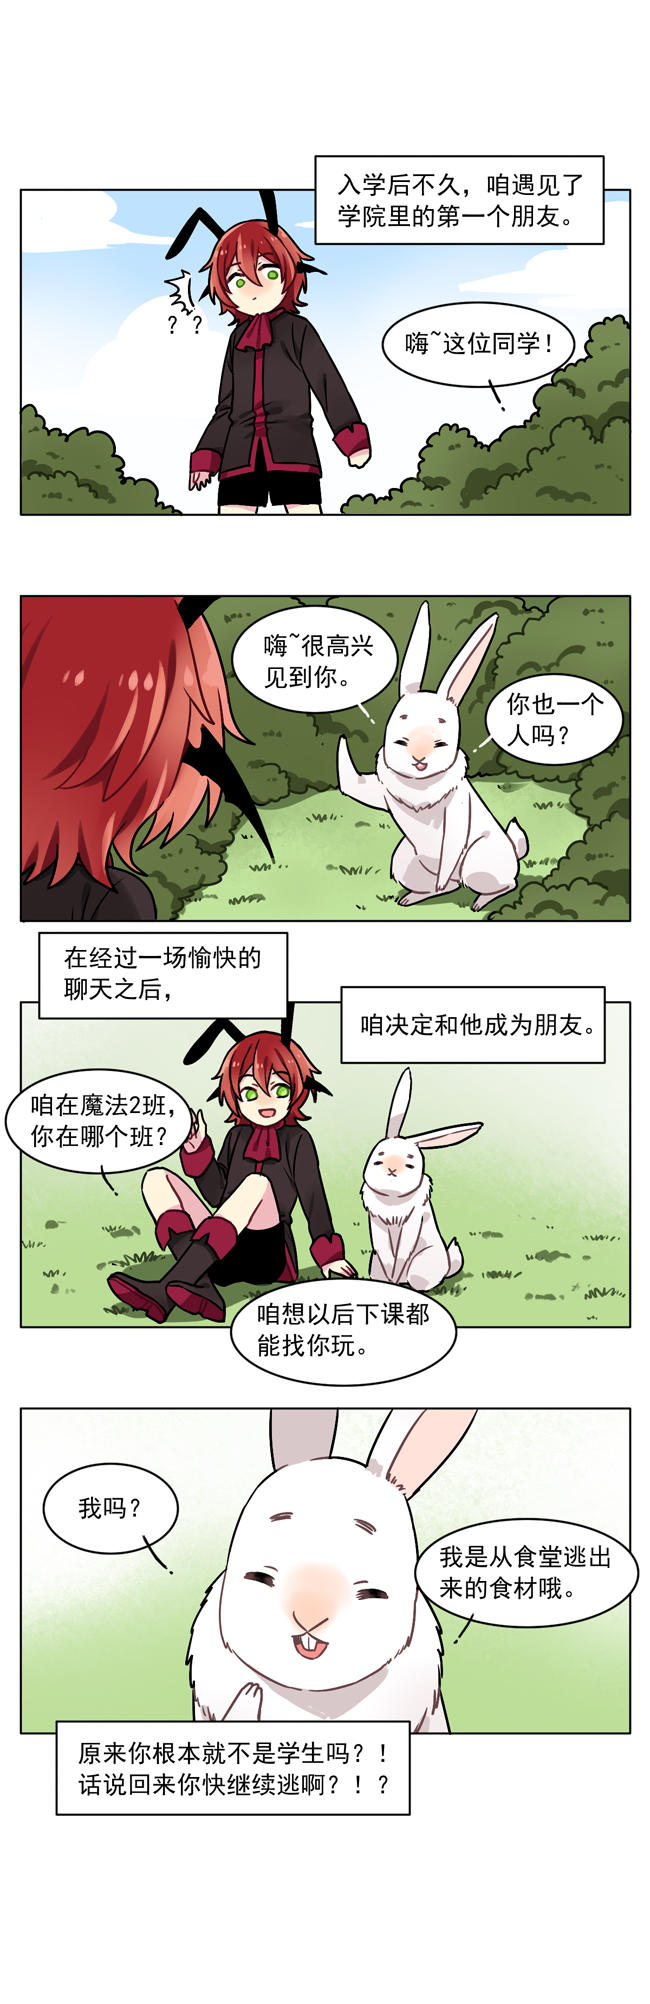 入学后不久，咱遇见了
学院里的第一个朋友。
？？
嗨~这位同学！
嗨~很高兴
见到你。
你也一个
人吗？
在经过一场愉快的
聊天之后，
咱决定和他成为朋友。
咱在魔法2班，
你在哪个班？
咱想以后下课都
能找你玩。
我吗？
我是从食堂逃出
来的食材哦。
原来你根本就不是学生吗？！
话说回来你快继续逃啊？！？